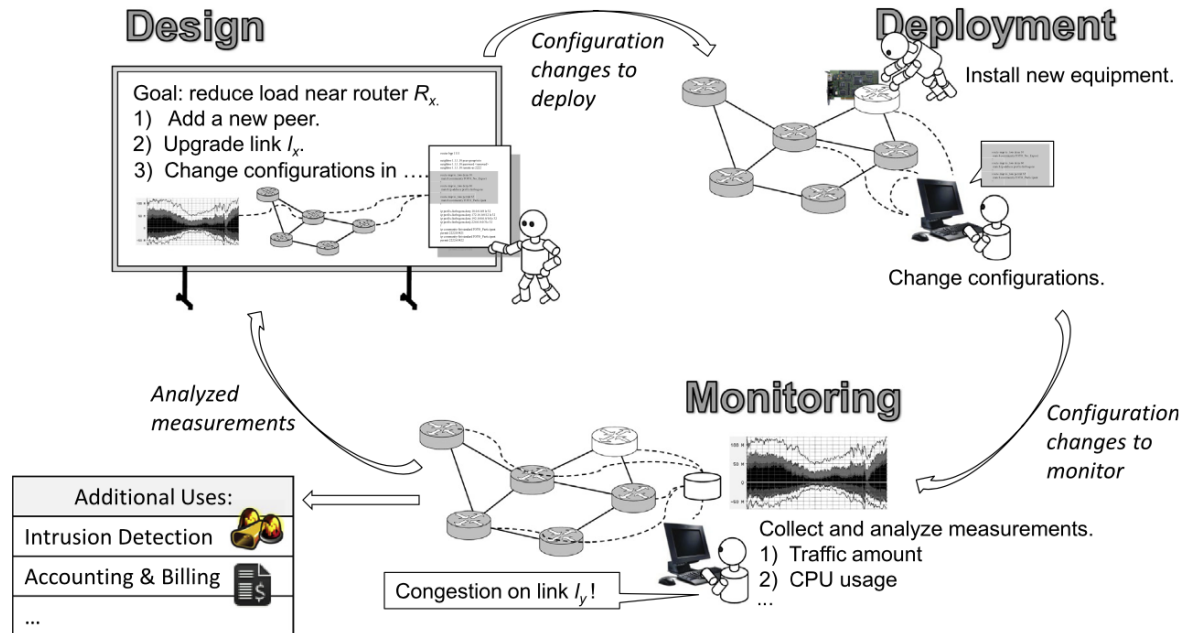 Design
Goal: reduce load near router Rx.
1) Add a new peer.
2) Upgrade link lx.
3) Change configurations in ....
Configuration
changes to
deploy
Deployment
Install new equipment.
Change configurations.
Configuration
changes to
monitor
Monitoring
Collect and analyze measurements.
1) Traffic amount
2) CPU usage
...
Congestion on link ly!
Analyzed
measurements
Additional Uses:
Intrusion Detection
Accounting & Billing
...